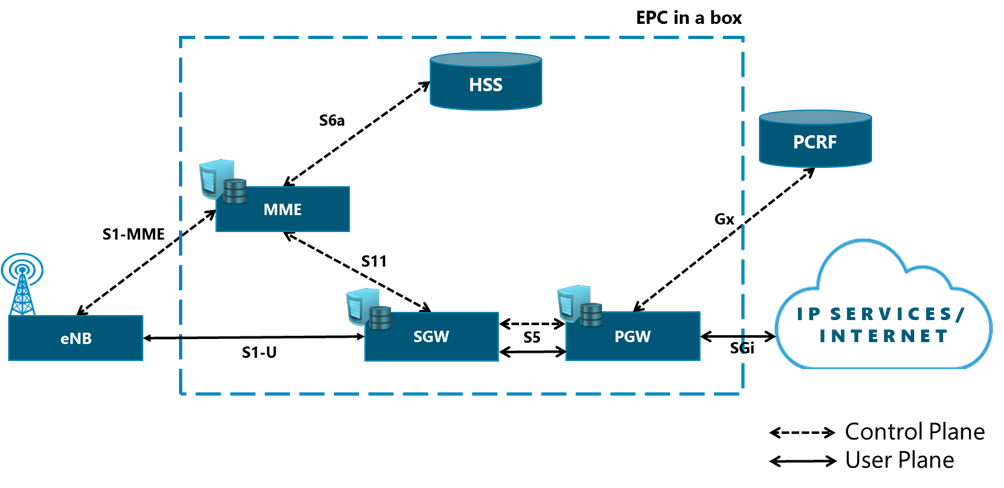 EPC in a box
HSS
S6a
PCRF
MME
Gx
S1-MME
S11
IP SERVICES/
INTERNET
eNB
S1-U
SGW
S5
PGW
SGi
Control Plane
User Plane